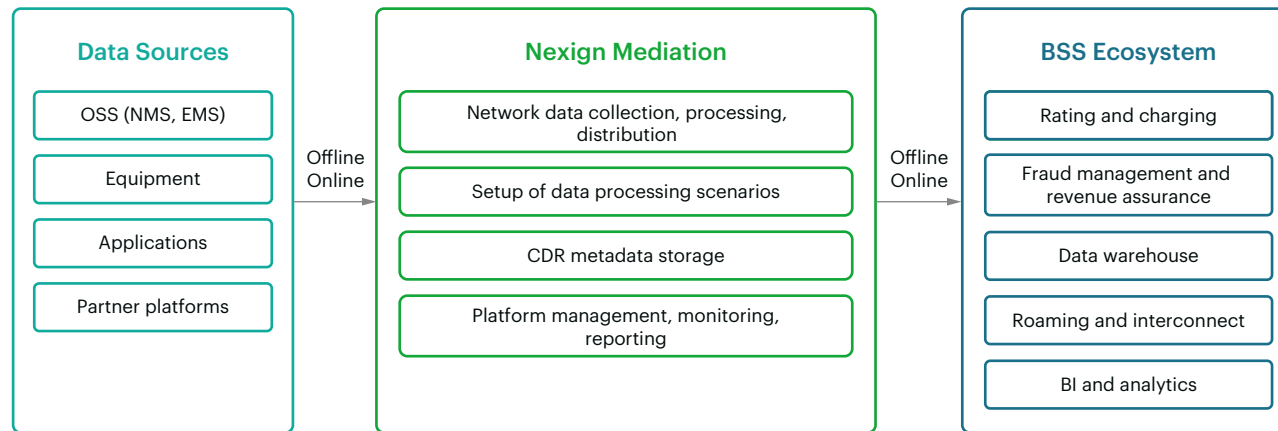 Data Sources
OSS (NMS, EMS)
Equipment
Applications
Partner platforms
Offline
Online
Nexign Mediation
Network data collection, processing,
distribution
Setup of data processing scenarios
CDR metadata storage
Platform management, monitoring,
reporting
Offline
Online
BSS Ecosystem
Rating and charging
Fraud management and
revenue assurance
Data warehouse
Roaming and interconnect
BI and analytics